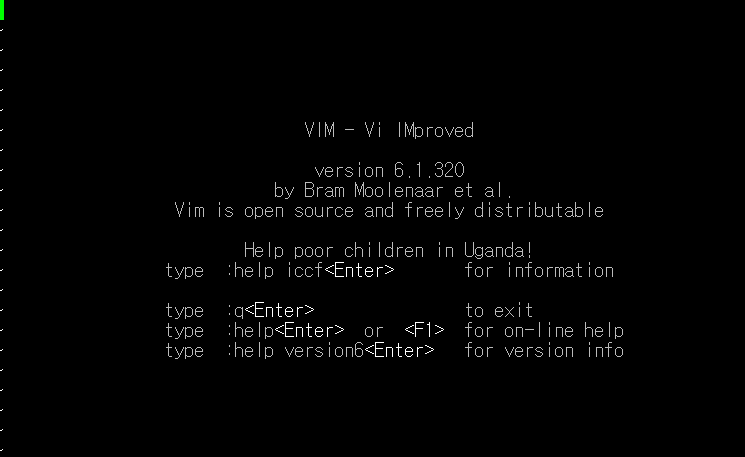 VIM - Vi IMproved
version 6.1.320
by Bram Moolenaar et al.
Vim is open source and freely distributable
Help poor children in Uganda!
type :help iccf<Enter> for information
type :q<Enter> to exit
type :help<Enter> or <F1> for on-line help
type :help version6<Enter> for version info